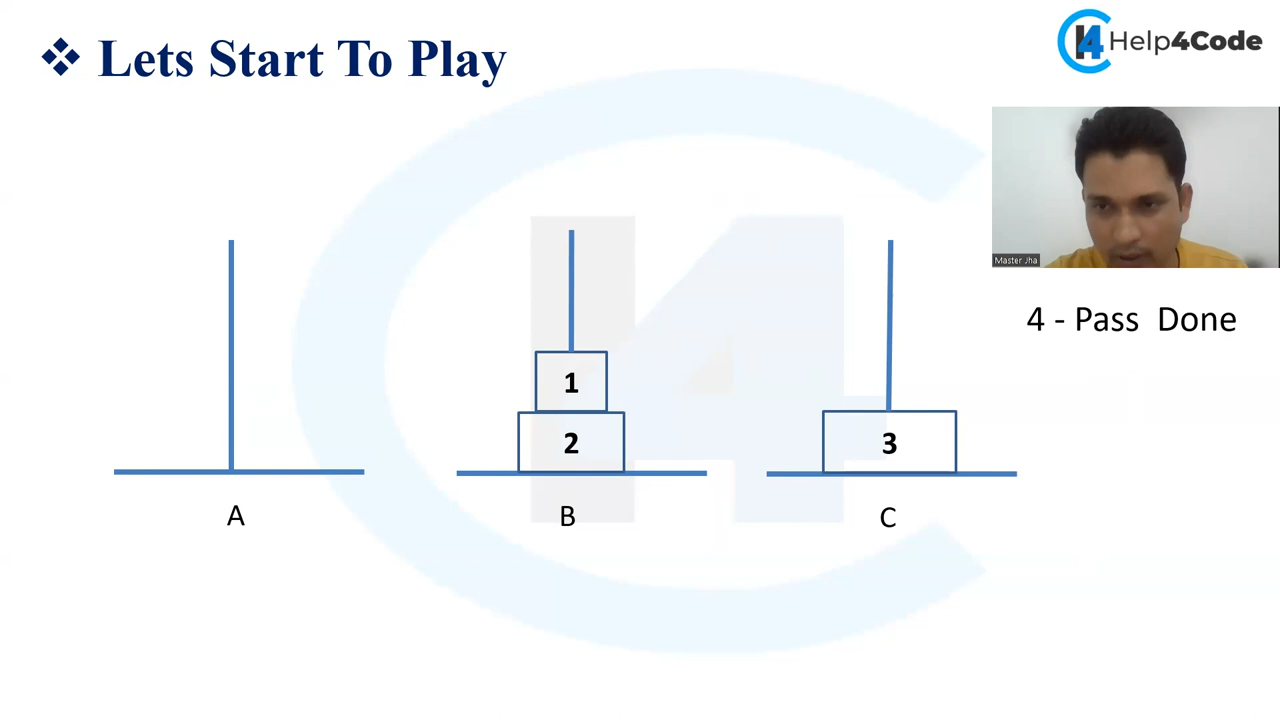 ❖ Lets Start To Play
Help4Code
Master Jha
4 - Pass Done
1
2
3
A
B
C